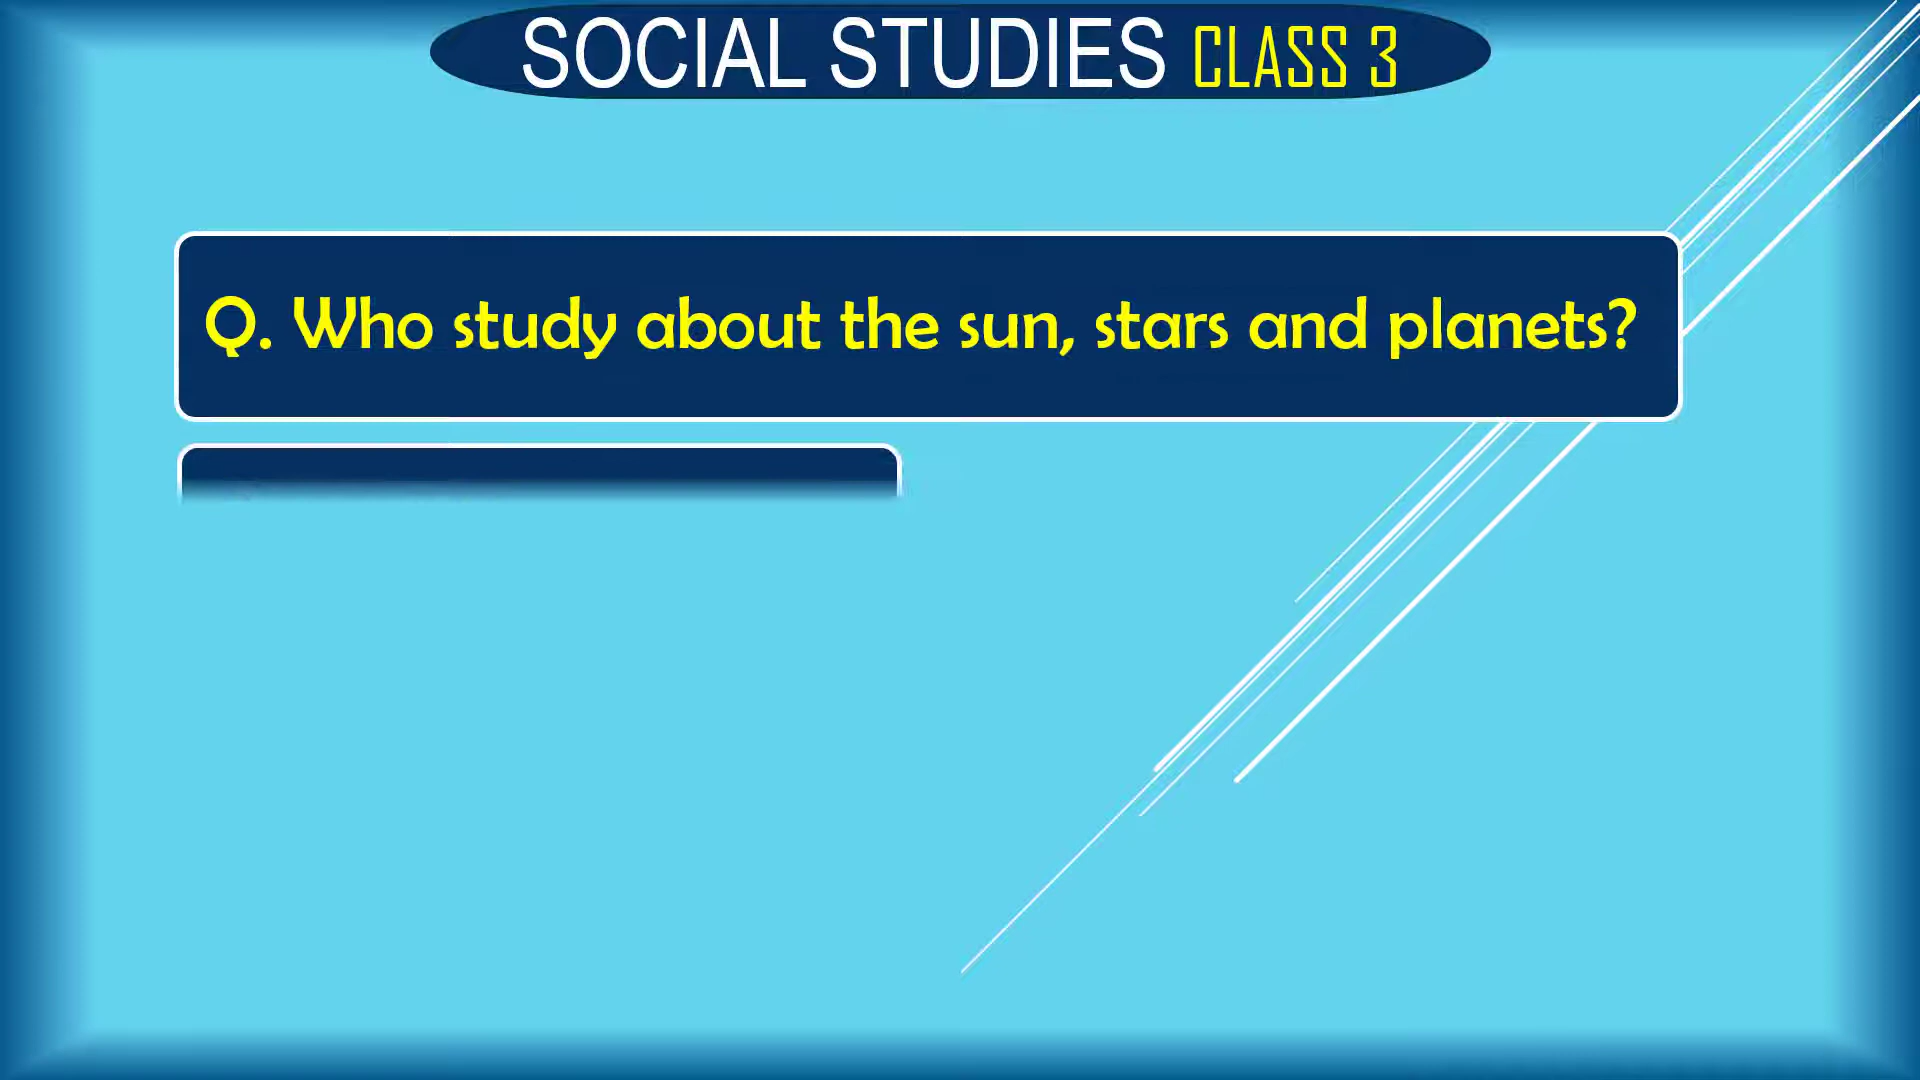 SOCIAL STUDIES CLASS 3
Q. Who study about the sun, stars and planets?